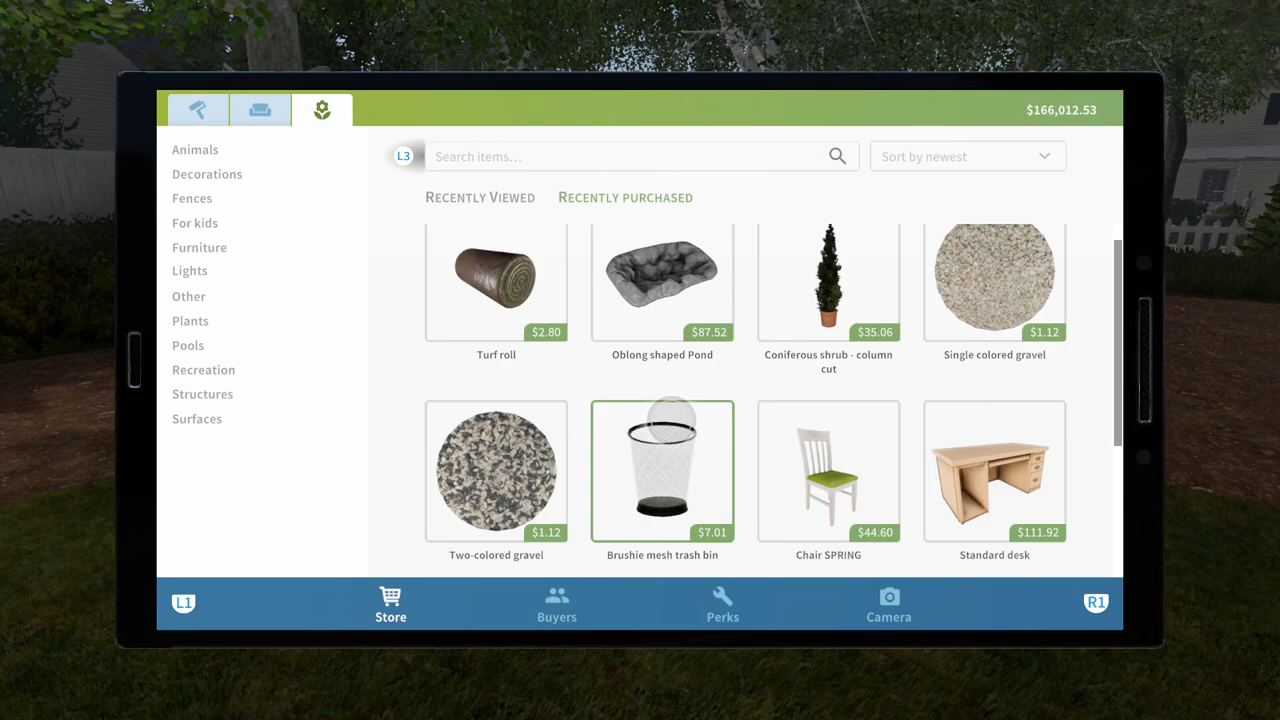 $166,012.53
Animals
Decorations
Fences
For kids
Furniture
Lights
Other
Plants
Pools
Recreation
Structures
Surfaces
L3
Search items...
Sort by newest
Recently Viewed
Recently purchased
$2.80
$87.52
$35.06
$1.12
Turf roll
Oblong shaped Pond
Coniferous shrub - column
cut
Single colored gravel
$1.12
$7.01
$44.60
$111.92
Two-colored gravel
Brushie mesh trash bin
Chair SPRING
Standard desk
L1
Store
Buyers
Perks
Camera
R1